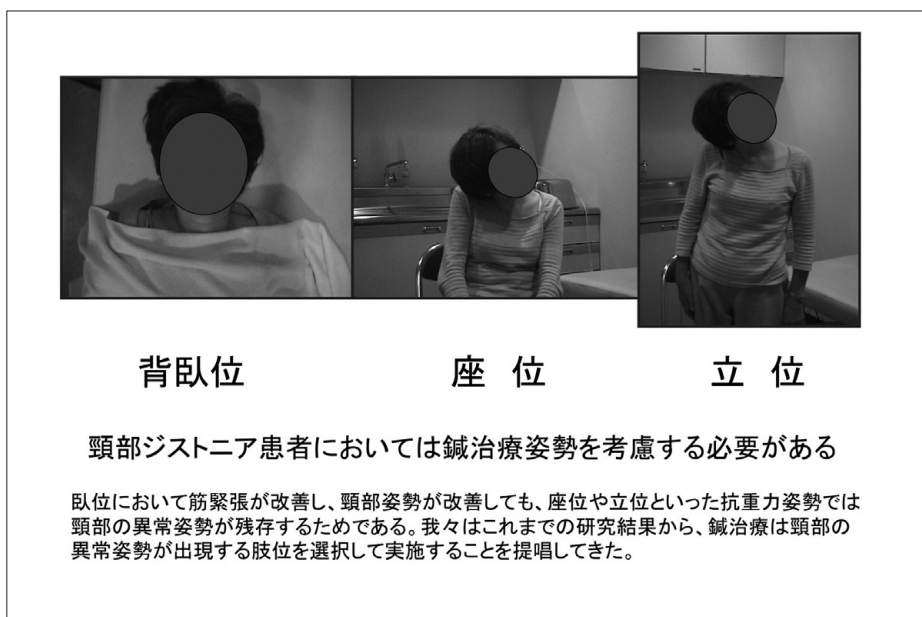 背臥位
座 位
立 位
頸部ジストニア患者においては鍼治療姿勢を考慮する必要がある
臥位において筋緊張が改善し、頸部姿勢が改善しても、座位や立位といった抗重力姿勢では
頸部の異常姿勢が残存するためである。我々はこれまでの研究結果から、鍼治療は頸部の
異常姿勢が出現する肢位を選択して実施することを提唱してきた。